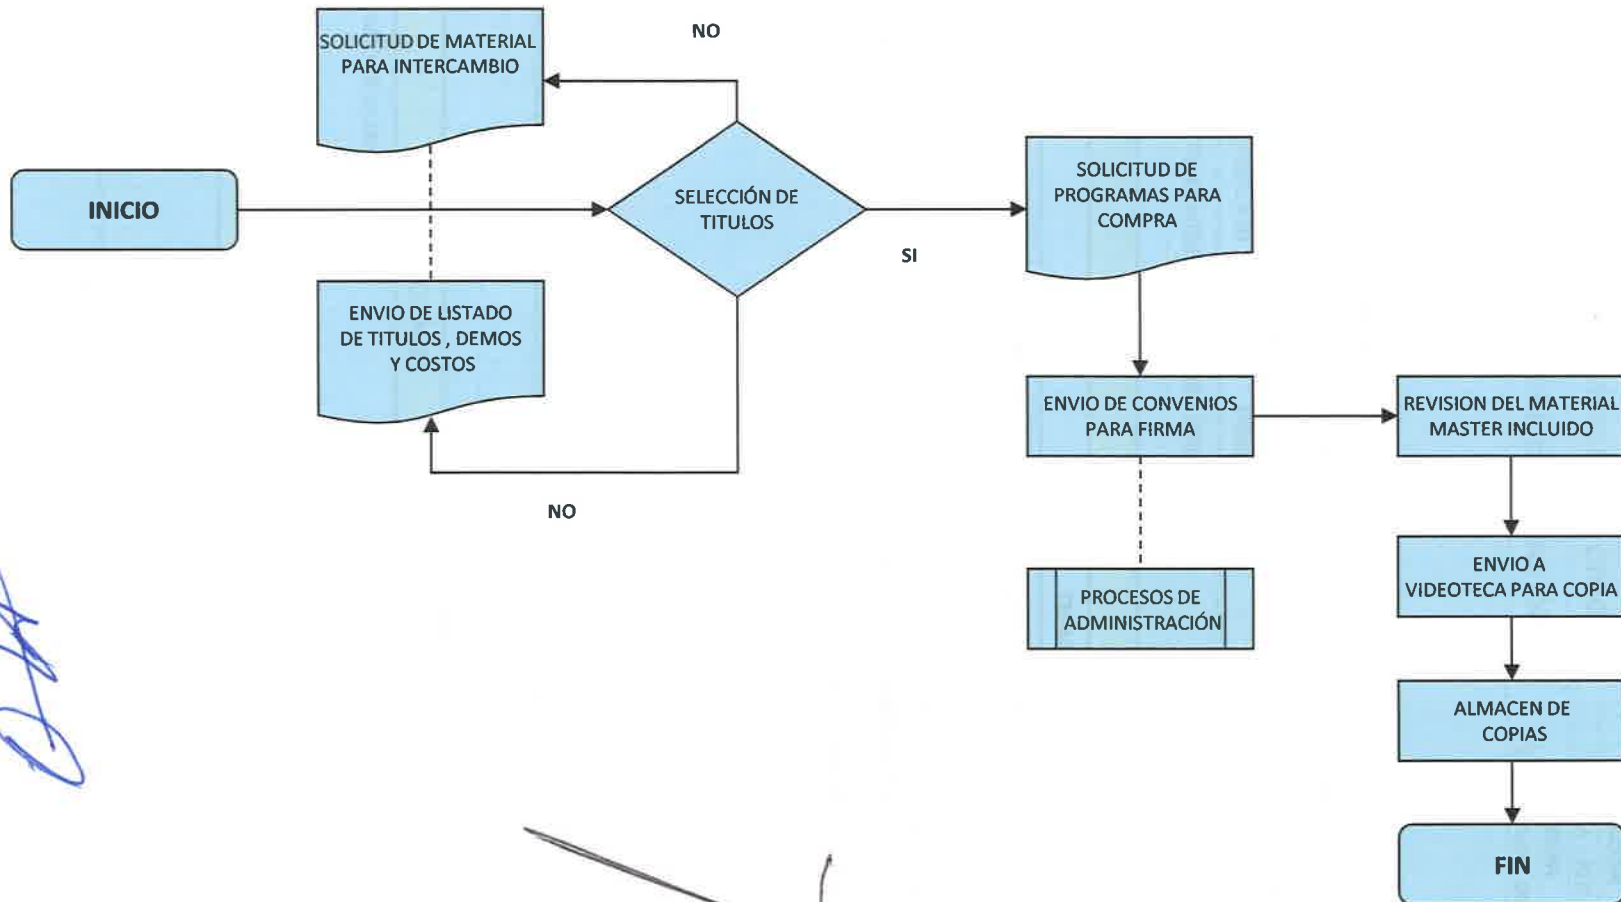 NO
SOLICITUD DE MATERIAL
PARA INTERCAMBIO
INICIO
SELECCIÓN DE
TITULOS
SOLICITUD DE
PROGRAMAS PARA
COMPRA
SI
ENVIO DE LISTADO
DE TITULOS , DEMOS
Y COSTOS
NO
ENVIO DE CONVENIOS
PARA FIRMA
REVISION DEL MATERIAL
MASTER INCLUIDO
PROCESOS DE
ADMINISTRACIÓN
ENVIO A
VIDEOTECA PARA COPIA
ALMACEN DE
COPIAS
FIN